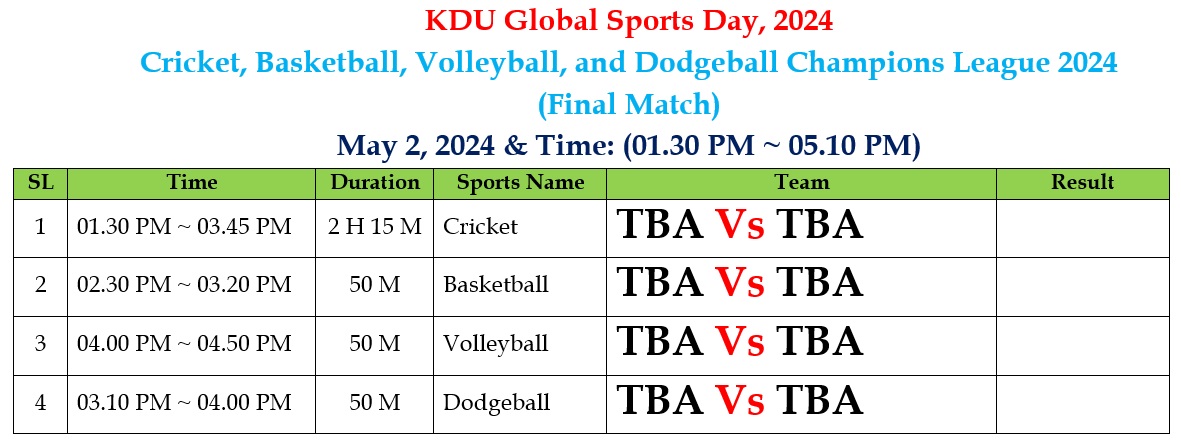 KDU Global Sports Day, 2024
Cricket, Basketball, Volleyball, and Dodgeball Champions League 2024
(Final Match)
May 2, 2024 & Time: (01.30 PM ~ 05.10 PM)
SL Time Duration Sports Name Team Result
1 01.30 PM ~ 03.45 PM 2 H 15 M Cricket TBA Vs TBA
2 02.30 PM ~ 03.20 PM 50 M Basketball TBA Vs TBA
3 04.00 PM ~ 04.50 PM 50 M Volleyball TBA Vs TBA
4 03.10 PM ~ 04.00 PM 50 M Dodgeball TBA Vs TBA